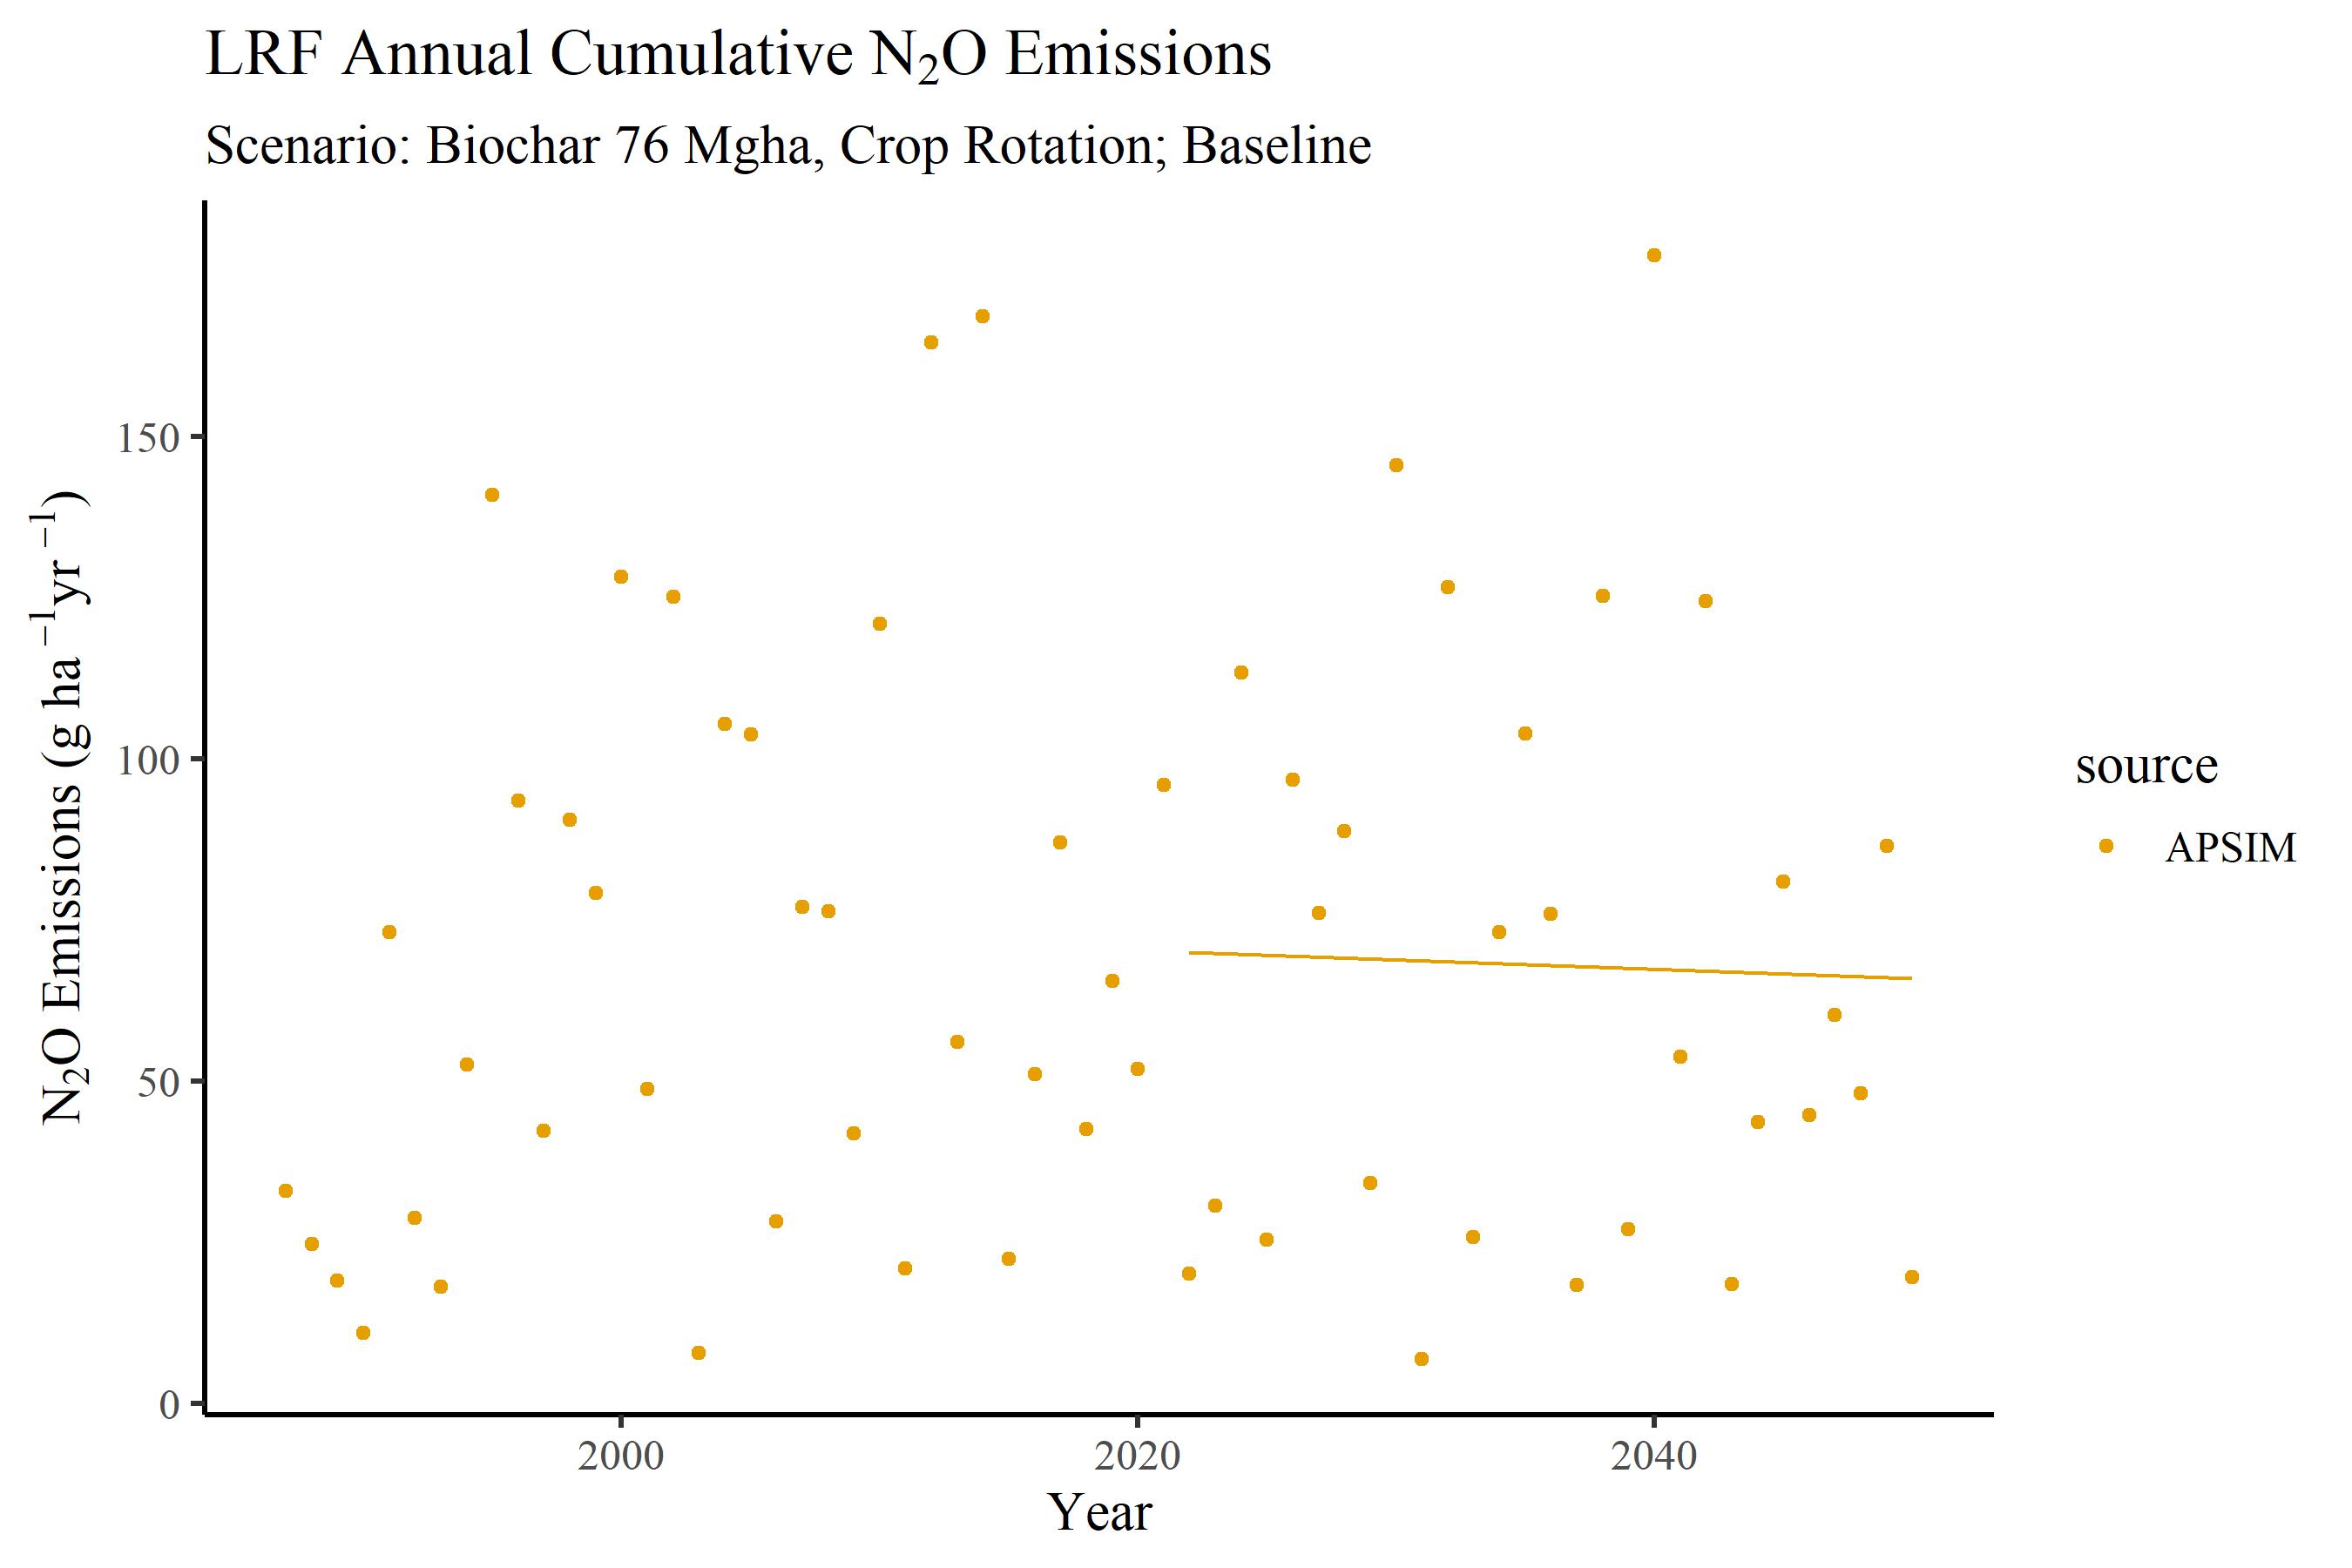 LRF Annual Cumulative N₂O Emissions
Scenario: Biochar 76 Mgha, Crop Rotation; Baseline
N₂O Emissions (g ha ⁻¹yr ⁻¹)
150
100
50
0
2000 2020 2040
Year
source
APSIM